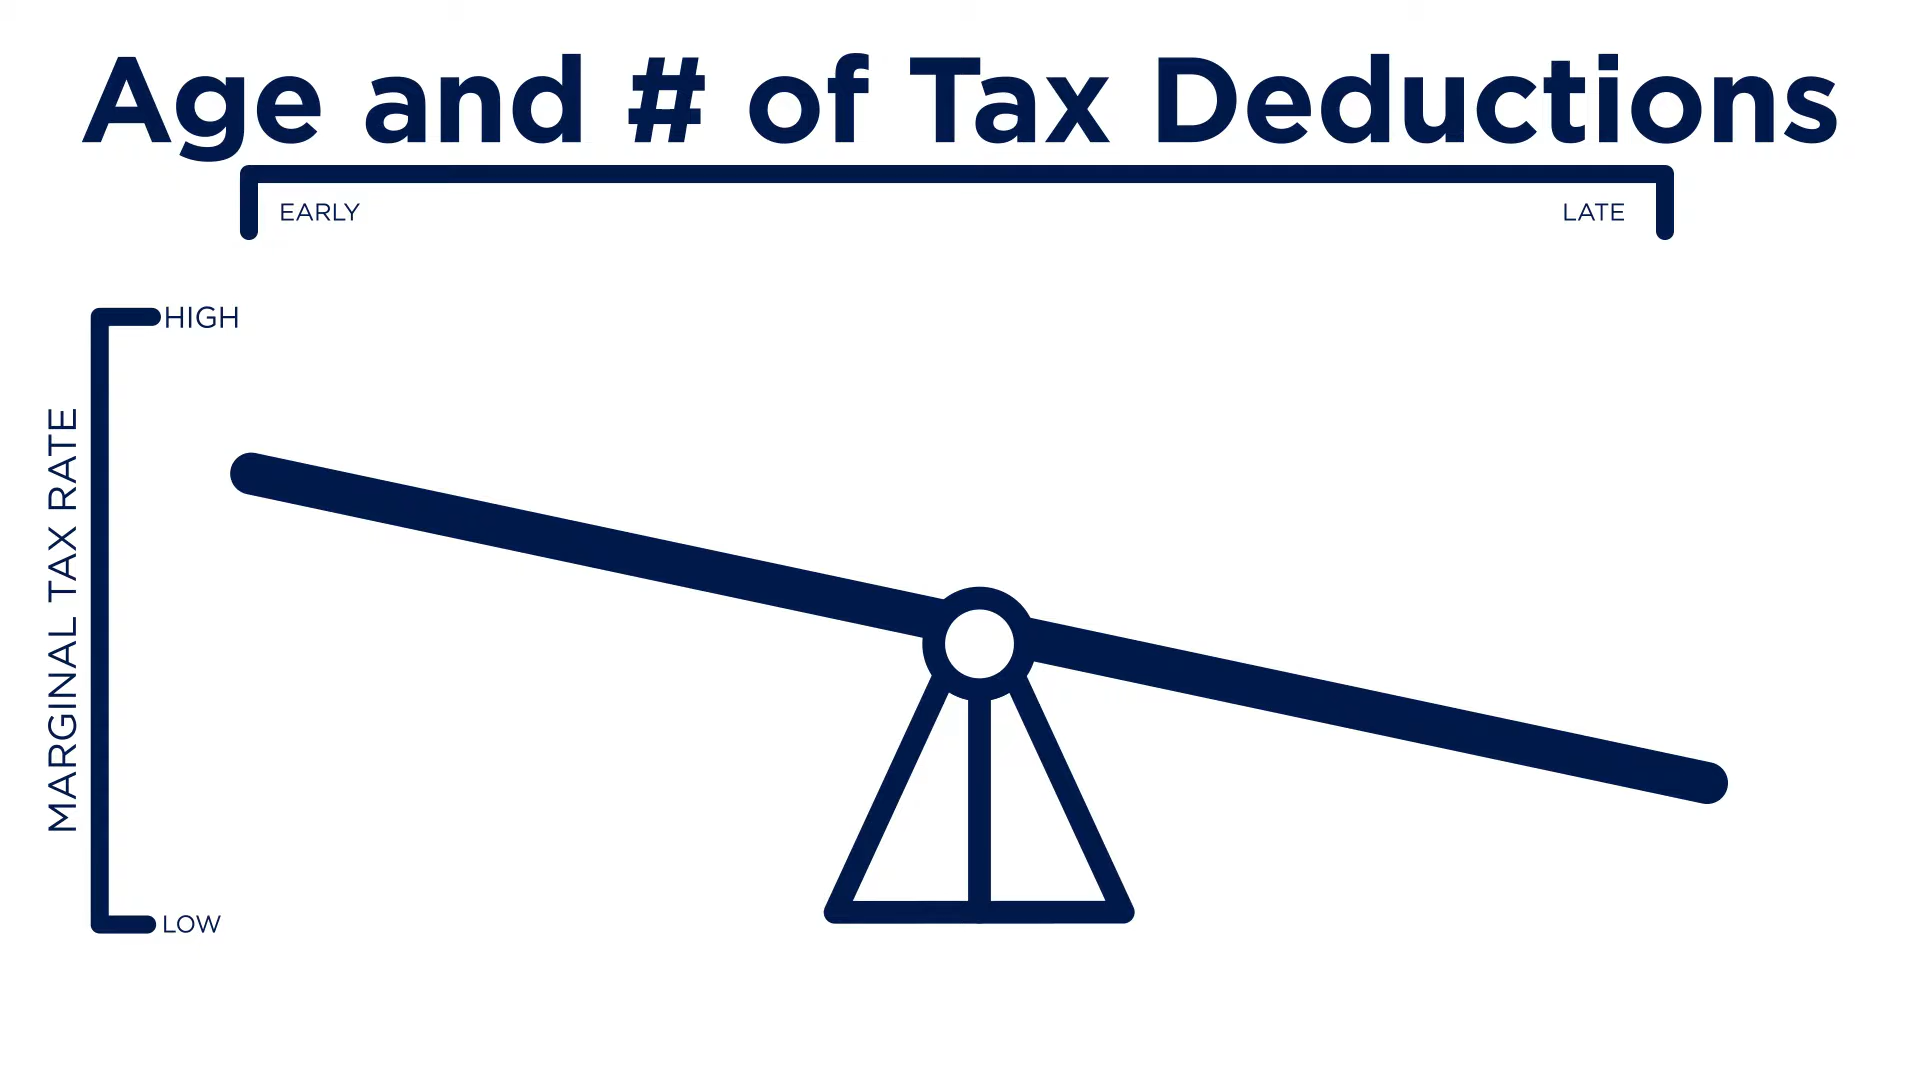 Age and # of Tax Deductions
EARLY
LATE
HIGH
MARGINAL TAX RATE
LOW